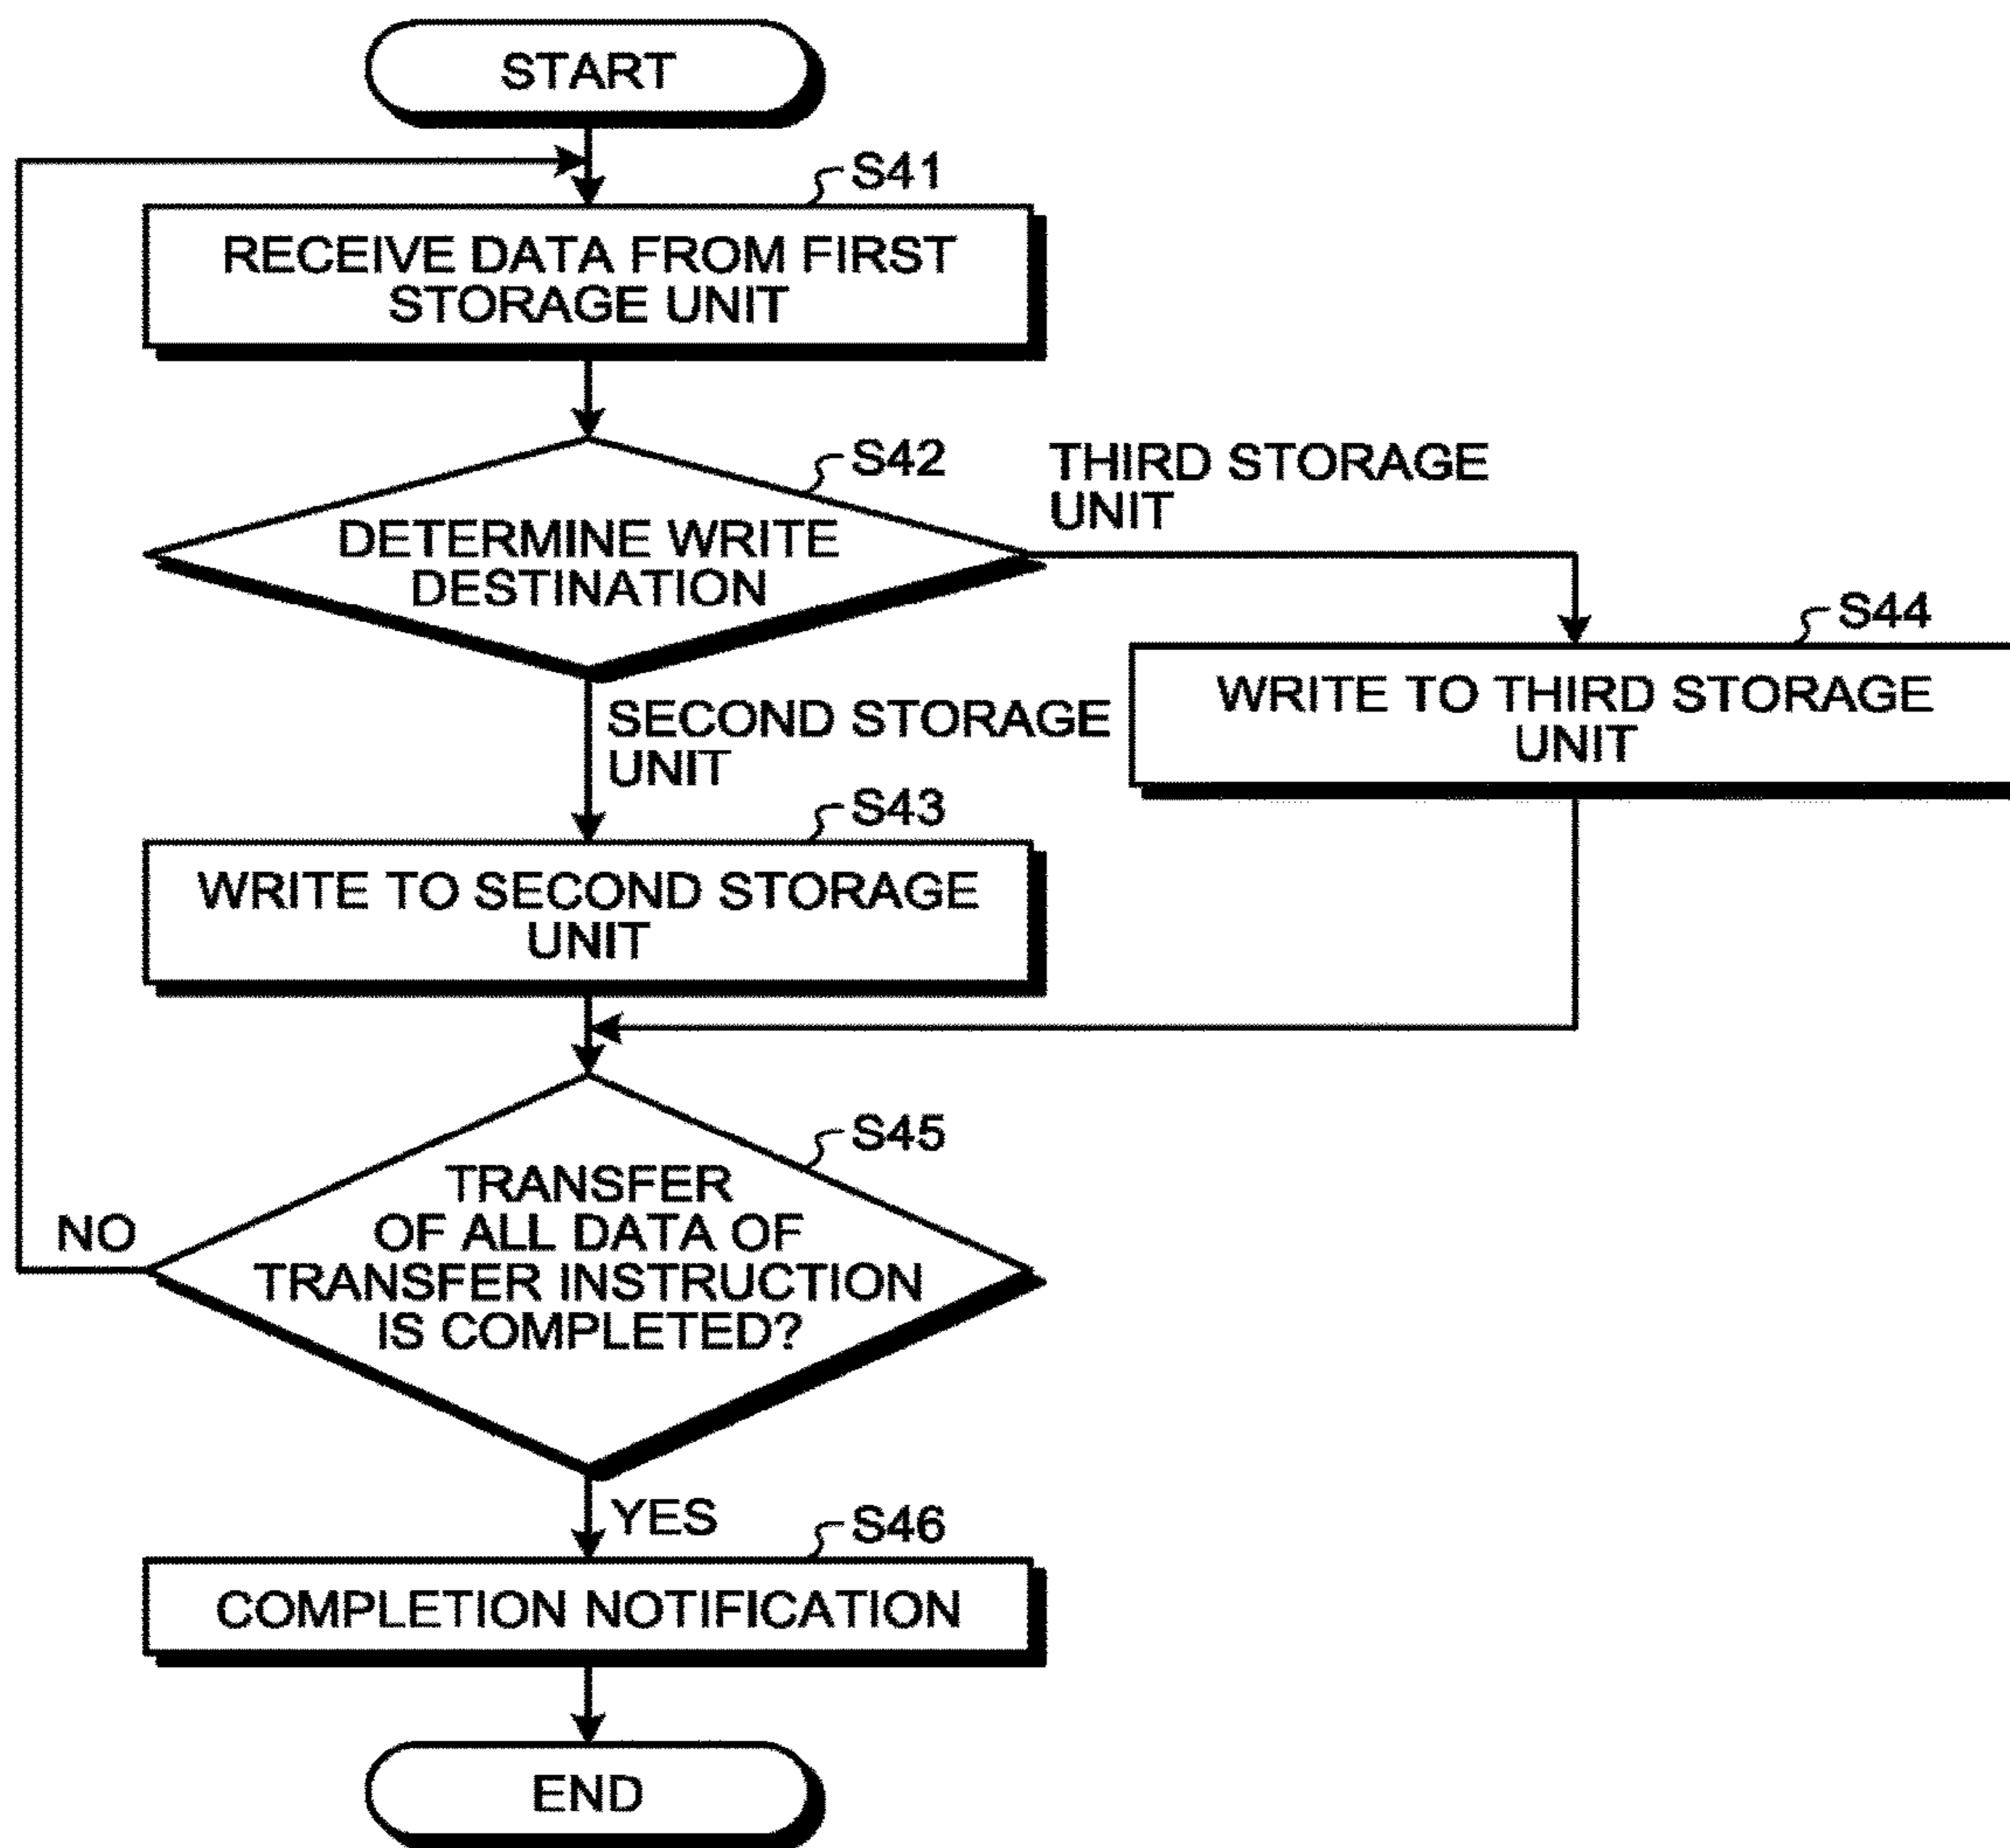 START
S41
RECEIVE DATA FROM FIRST
STORAGE UNIT
S42
DETERMINE WRITE
DESTINATION
THIRD STORAGE
UNIT
S44
WRITE TO THIRD STORAGE
UNIT
SECOND STORAGE
UNIT
S43
WRITE TO SECOND STORAGE
UNIT
S45
TRANSFER
OF ALL DATA OF
TRANSFER INSTRUCTION
IS COMPLETED?
NO
YES
S46
COMPLETION NOTIFICATION
END